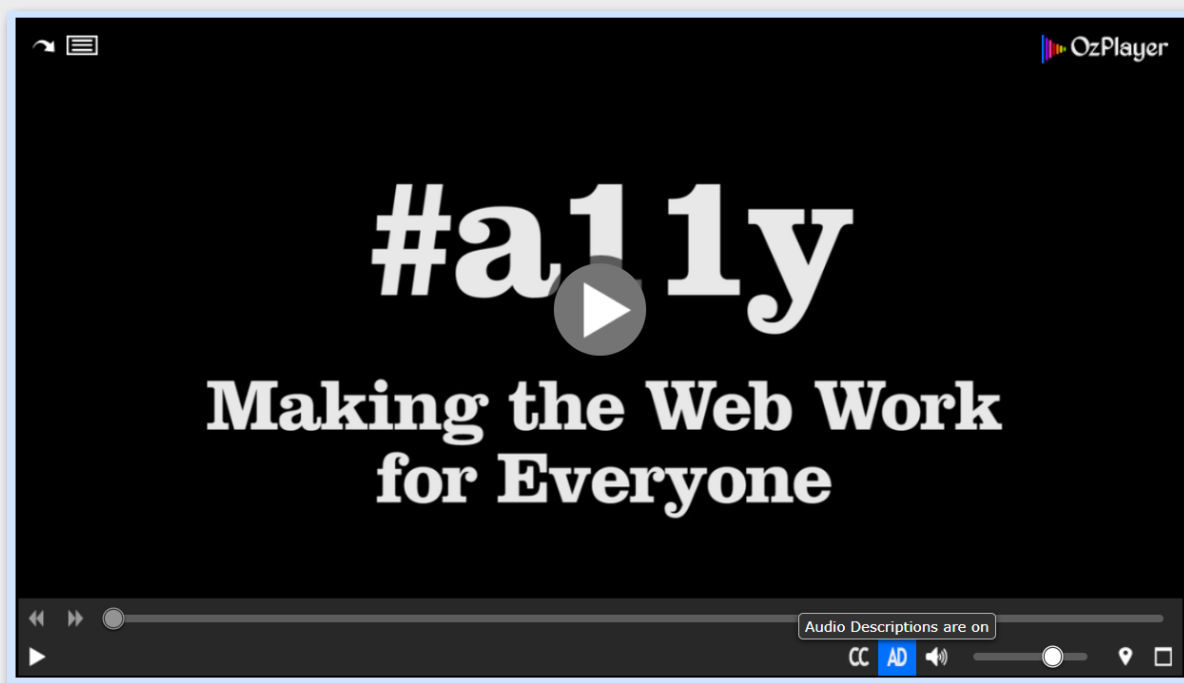 OzPlayer
#a11y
Making the Web Work
for Everyone
Audio Descriptions are on
CC AD